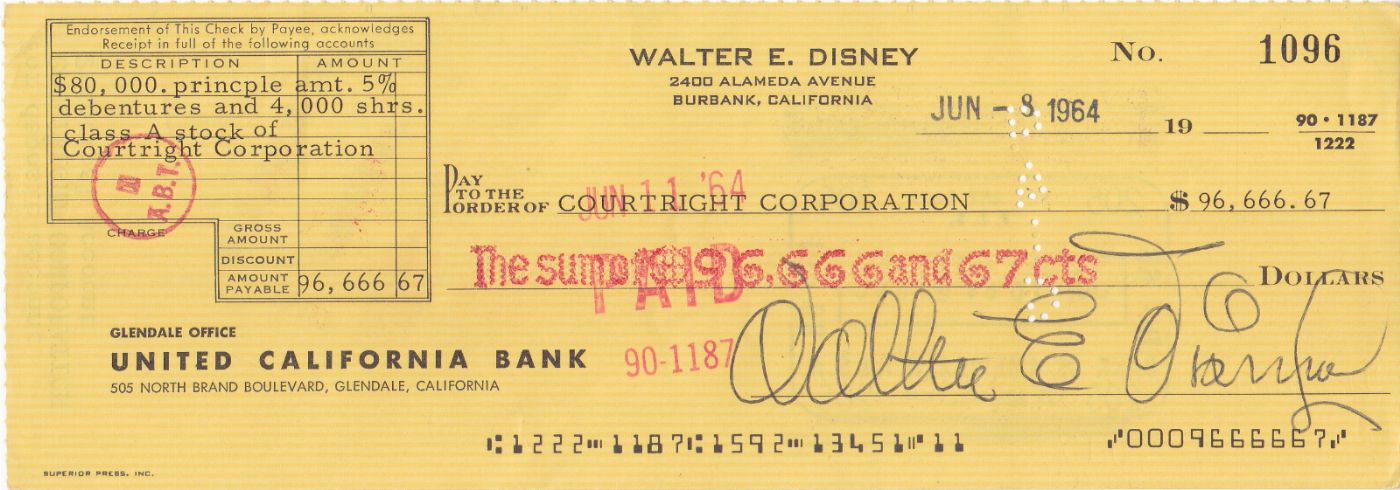 Endorsement of This Check by Payee, acknowledges
Receipt in full of the following accounts
DESCRIPTION AMOUNT
$80,000. princple amt. 5%
debentures and 4,000 shrs.
class A stock of
Courtright Corporation
A.B.T.
CHARGE
GROSS AMOUNT
DISCOUNT
AMOUNT PAYABLE 96,666 67
WALTER E. DISNEY
2400 ALAMEDA AVENUE
BURBANK, CALIFORNIA
No. 1096
JUN - 8 1964
19
90 · 1187
1222
PAY TO THE ORDER OF COURTRIGHT CORPORATION $ 96,666.67
JUN 11 '64
The sum of $96,666 and 67 cts DOLLARS
PAID
90-1187
Walt E Disney
GLENDALE OFFICE
UNITED CALIFORNIA BANK
505 NORTH BRAND BOULEVARD, GLENDALE, CALIFORNIA
⑆1222⑉1187⑆1592⑉13451⑈11 ⑇0009666667⑇
SUPERIOR PRESS, INC.